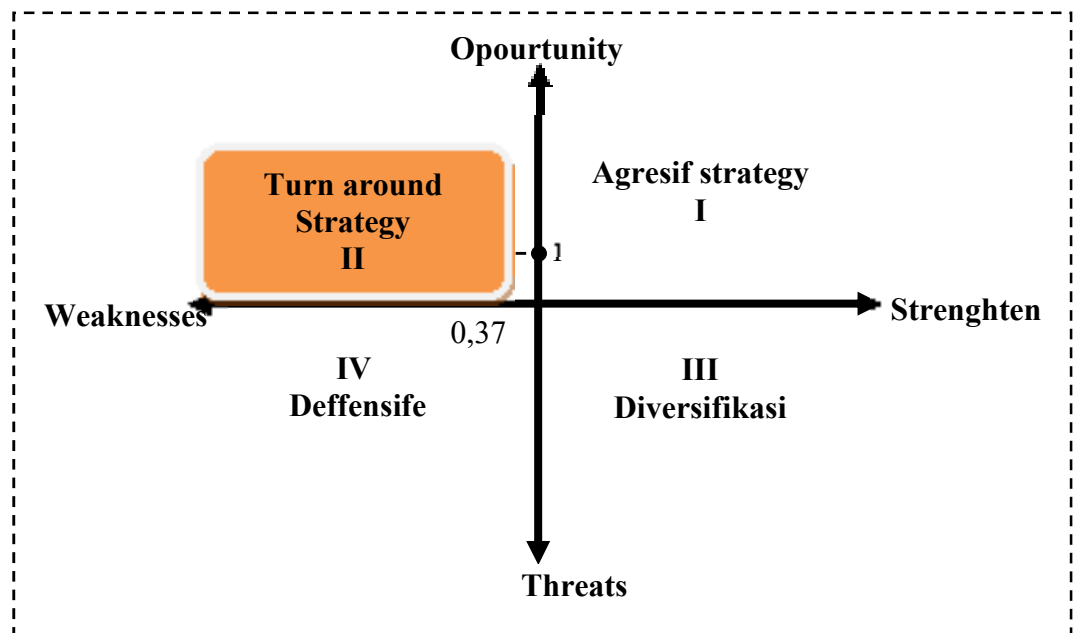 Opourtunity
Turn around
Strategy
II
Agresif strategy
I
1
Weaknesses
Strenghten
0,37
IV
Deffensife
III
Diversifikasi
Threats